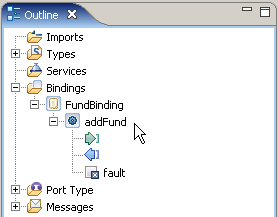 Outline
Imports
Types
Services
Bindings
FundBinding
addFund
fault
Port Type
Messages